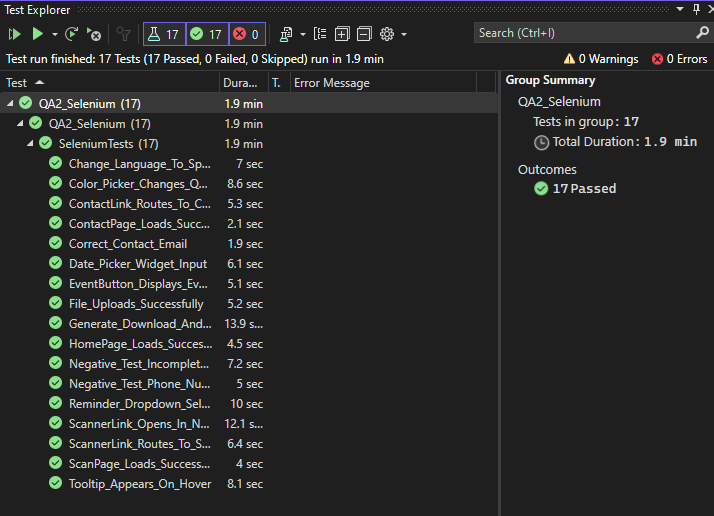 Test Explorer
17 17 0 Search (Ctrl+I)
Test run finished: 17 Tests (17 Passed, 0 Failed, 0 Skipped) run in 1.9 min 0 Warnings 0 Errors
Test Dura... T. Error Message
QA2_Selenium (17) 1.9 min
QA2_Selenium (17) 1.9 min
SeleniumTests (17) 1.9 min
Change_Language_To_Sp... 7 sec
Color_Picker_Changes_Q... 8.6 sec
ContactLink_Routes_To_C... 5.3 sec
ContactPage_Loads_Succ... 2.1 sec
Correct_Contact_Email 1.9 sec
Date_Picker_Widget_Input 6.1 sec
EventButton_Displays_Ev... 5.1 sec
File_Uploads_Successfully 5.2 sec
Generate_Download_And... 13.9 s...
HomePage_Loads_Succes... 4.5 sec
Negative_Test_Incomplet... 7.2 sec
Negative_Test_Phone_Nu... 5 sec
Reminder_Dropdown_Sel... 10 sec
ScannerLink_Opens_In_N... 12.1 s...
ScannerLink_Routes_To_S... 6.4 sec
ScanPage_Loads_Success... 4 sec
Tooltip_Appears_On_Hover 8.1 sec
Group Summary
QA2_Selenium
Tests in group: 17
Total Duration: 1.9 min
Outcomes
17 Passed